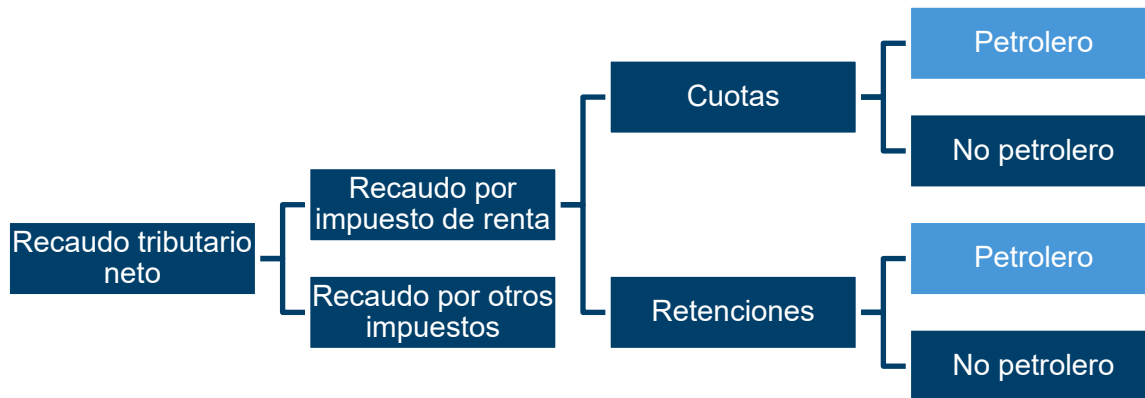 Recaudo tributario
neto
Recaudo por
impuesto de renta
Recaudo por otros
impuestos
Cuotas
Retenciones
Petrolero
No petrolero
Petrolero
No petrolero